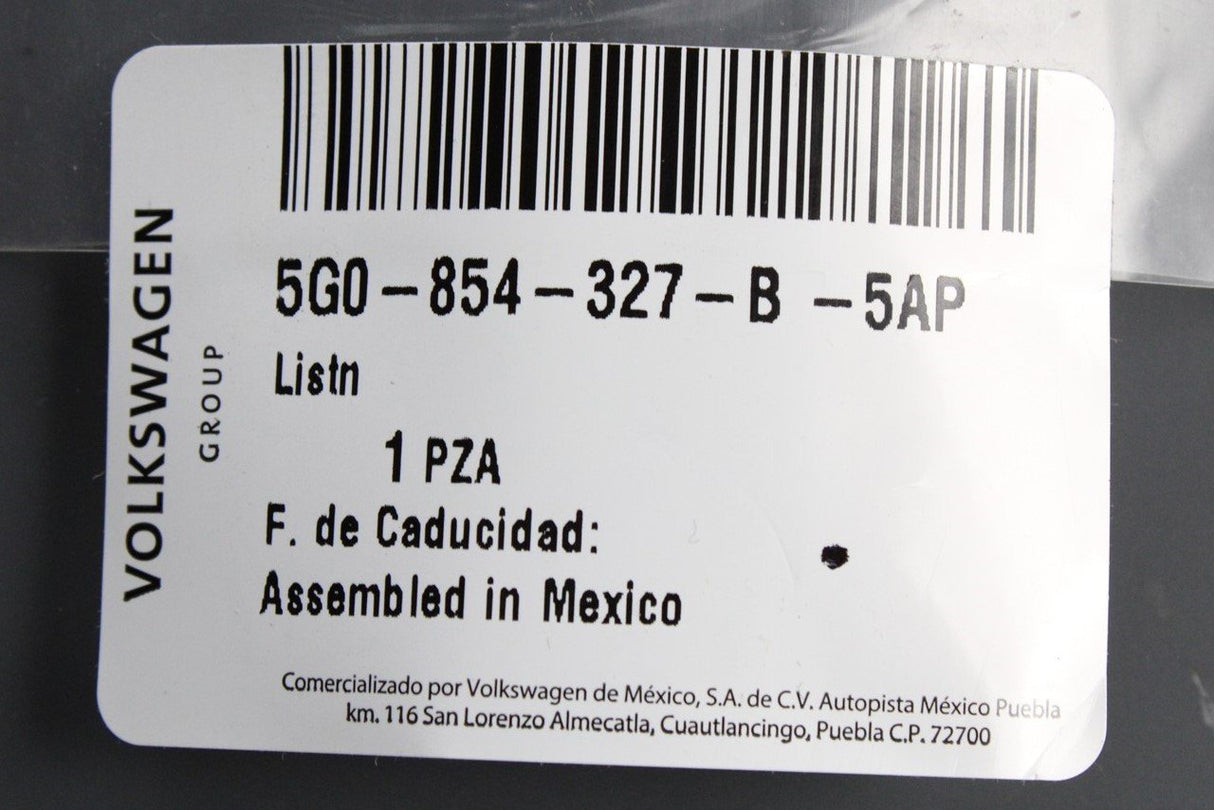 VOLKSWAGEN
GROUP
5G0-854-327-B -5AP
Listn
1 PZA
F. de Caducidad:
Assembled in Mexico
Comercializado por Volkswagen de México, S.A. de C.V. Autopista México Puebla
km. 116 San Lorenzo Almecatla, Cuautlancingo, Puebla C.P. 72700